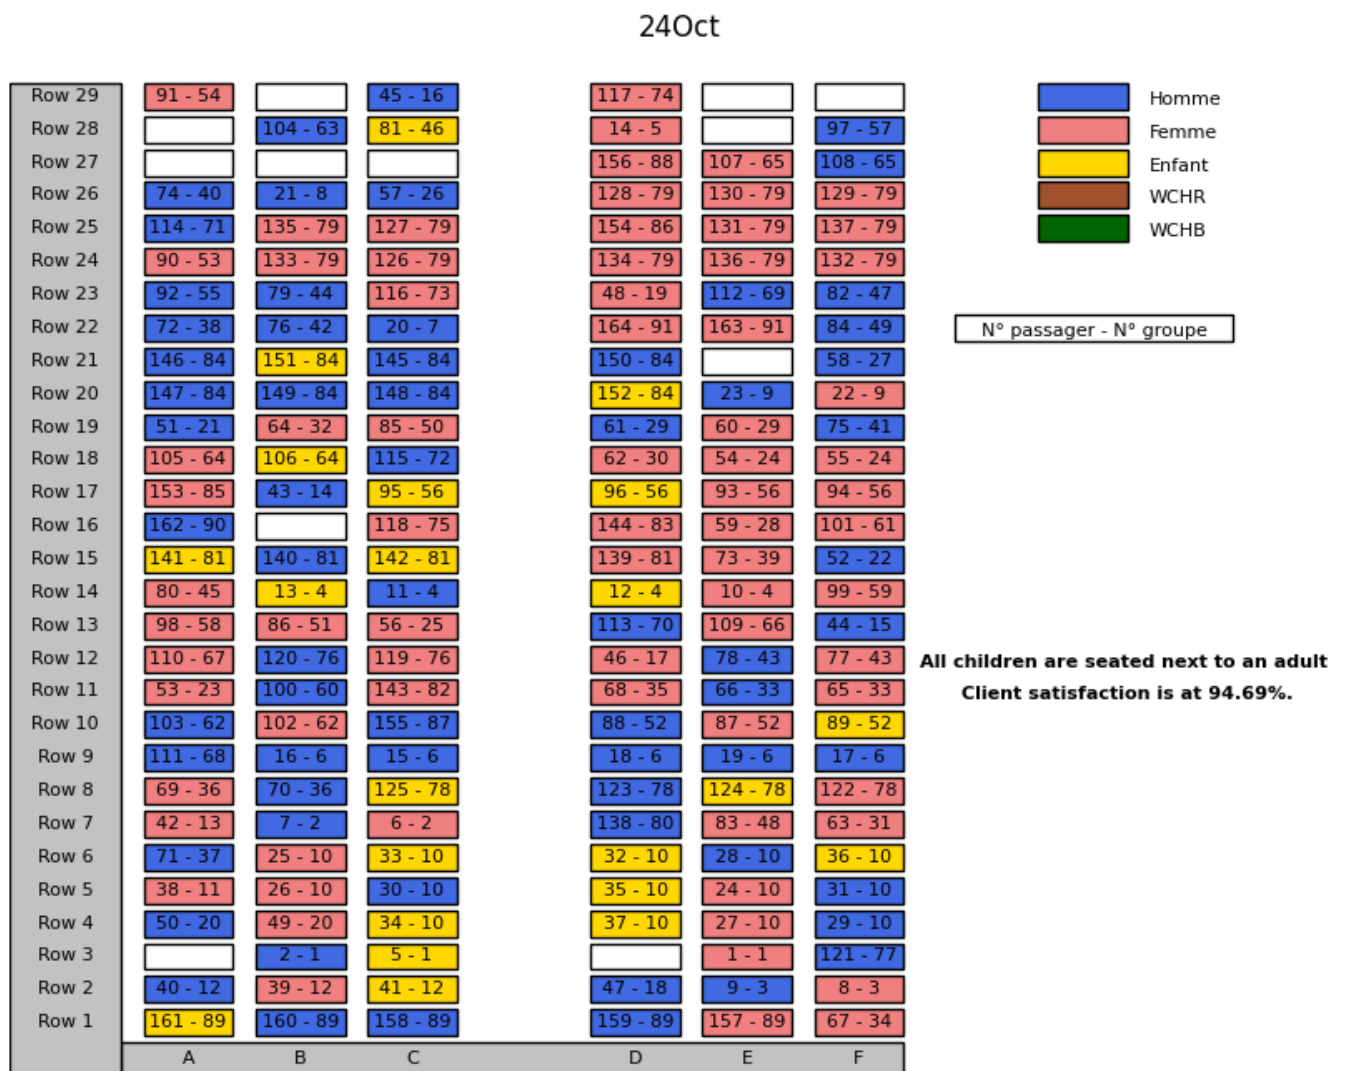 24Oct
Row 29 91 - 54 45 - 16 117 - 74 Homme
Row 28 104 - 63 81 - 46 14 - 5 97 - 57 Femme
Row 27 156 - 88 107 - 65 108 - 65 Enfant
Row 26 74 - 40 21 - 8 57 - 26 128 - 79 130 - 79 129 - 79 WCHR
Row 25 114 - 71 135 - 79 127 - 79 154 - 86 131 - 79 137 - 79 WCHB
Row 24 90 - 53 133 - 79 126 - 79 134 - 79 136 - 79 132 - 79
Row 23 92 - 55 79 - 44 116 - 73 48 - 19 112 - 69 82 - 47
Row 22 72 - 38 76 - 42 20 - 7 164 - 91 163 - 91 84 - 49 N° passager - N° groupe
Row 21 146 - 84 151 - 84 145 - 84 150 - 84 58 - 27
Row 20 147 - 84 149 - 84 148 - 84 152 - 84 23 - 9 22 - 9
Row 19 51 - 21 64 - 32 85 - 50 61 - 29 60 - 29 75 - 41
Row 18 105 - 64 106 - 64 115 - 72 62 - 30 54 - 24 55 - 24
Row 17 153 - 85 43 - 14 95 - 56 96 - 56 93 - 56 94 - 56
Row 16 162 - 90 118 - 75 144 - 83 59 - 28 101 - 61
Row 15 141 - 81 140 - 81 142 - 81 139 - 81 73 - 39 52 - 22
Row 14 80 - 45 13 - 4 11 - 4 12 - 4 10 - 4 99 - 59
Row 13 98 - 58 86 - 51 56 - 25 113 - 70 109 - 66 44 - 15
Row 12 110 - 67 120 - 76 119 - 76 46 - 17 78 - 43 77 - 43 All children are seated next to an adult
Row 11 53 - 23 100 - 60 143 - 82 68 - 35 66 - 33 65 - 33 Client satisfaction is at 94.69%.
Row 10 103 - 62 102 - 62 155 - 87 88 - 52 87 - 52 89 - 52
Row 9 111 - 68 16 - 6 15 - 6 18 - 6 19 - 6 17 - 6
Row 8 69 - 36 70 - 36 125 - 78 123 - 78 124 - 78 122 - 78
Row 7 42 - 13 7 - 2 6 - 2 138 - 80 83 - 48 63 - 31
Row 6 71 - 37 25 - 10 33 - 10 32 - 10 28 - 10 36 - 10
Row 5 38 - 11 26 - 10 30 - 10 35 - 10 24 - 10 31 - 10
Row 4 50 - 20 49 - 20 34 - 10 37 - 10 27 - 10 29 - 10
Row 3 2 - 1 5 - 1 1 - 1 121 - 77
Row 2 40 - 12 39 - 12 41 - 12 47 - 18 9 - 3 8 - 3
Row 1 161 - 89 160 - 89 158 - 89 159 - 89 157 - 89 67 - 34
A B C D E F